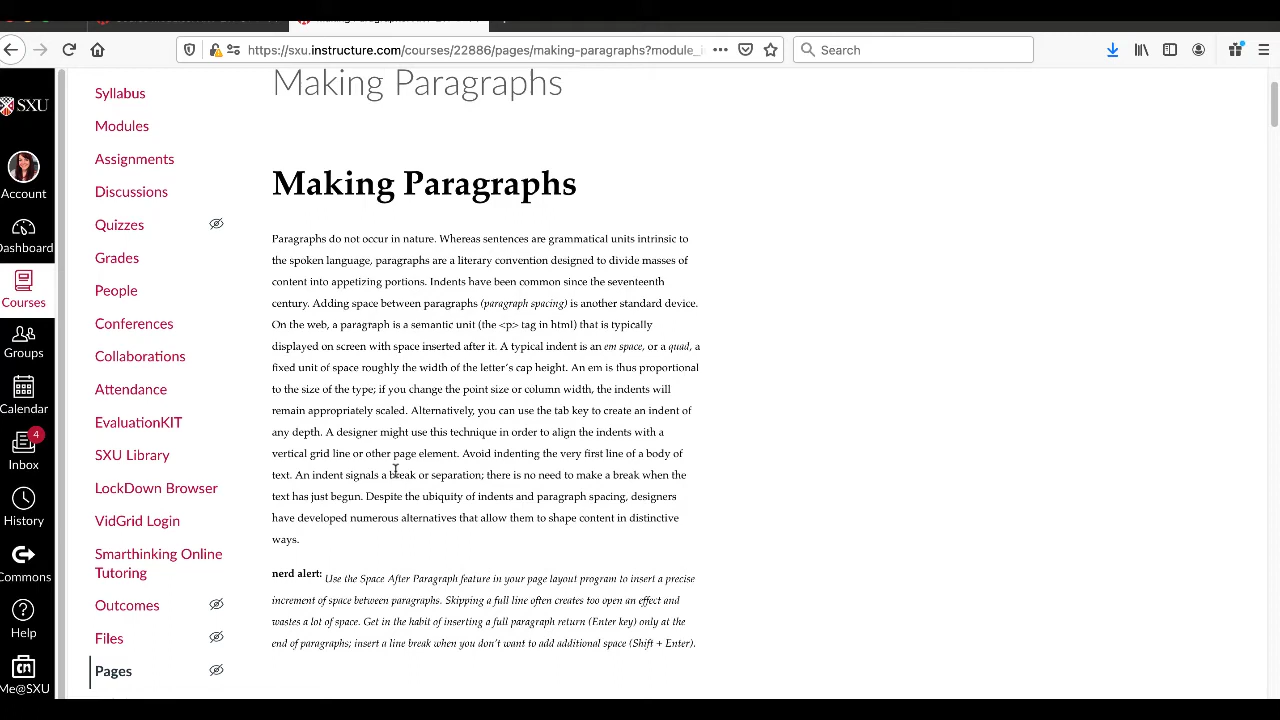 https://sxu.instructure.com/courses/22886/pages/making-paragraphs?module_i
Search
SXU
Account
Dashboard
Courses
Groups
Calendar
4
Inbox
History
Commons
Help
Me@SXU
Syllabus
Modules
Assignments
Discussions
Quizzes
Grades
People
Conferences
Collaborations
Attendance
EvaluationKIT
SXU Library
LockDown Browser
VidGrid Login
Smarthinking Online
Tutoring
Outcomes
Files
Pages
Making Paragraphs
Making Paragraphs
Paragraphs do not occur in nature. Whereas sentences are grammatical units intrinsic to
the spoken language, paragraphs are a literary convention designed to divide masses of
content into appetizing portions. Indents have been common since the seventeenth
century. Adding space between paragraphs (paragraph spacing) is another standard device.
On the web, a paragraph is a semantic unit (the <p> tag in html) that is typically
displayed on screen with space inserted after it. A typical indent is an em space, or a quad, a
fixed unit of space roughly the width of the letter's cap height. An em is thus proportional
to the size of the type; if you change the point size or column width, the indents will
remain appropriately scaled. Alternatively, you can use the tab key to create an indent of
any depth. A designer might use this technique in order to align the indents with a
vertical grid line or other page element. Avoid indenting the very first line of a body of
text. An indent signals a break or separation; there is no need to make a break when the
text has just begun. Despite the ubiquity of indents and paragraph spacing, designers
have developed numerous alternatives that allow them to shape content in distinctive
ways.
nerd alert: Use the Space After Paragraph feature in your page layout program to insert a precise
increment of space between paragraphs. Skipping a full line often creates too open an effect and
wastes a lot of space. Get in the habit of inserting a full paragraph return (Enter key) only at the
end of paragraphs; insert a line break when you don't want to add additional space (Shift + Enter).